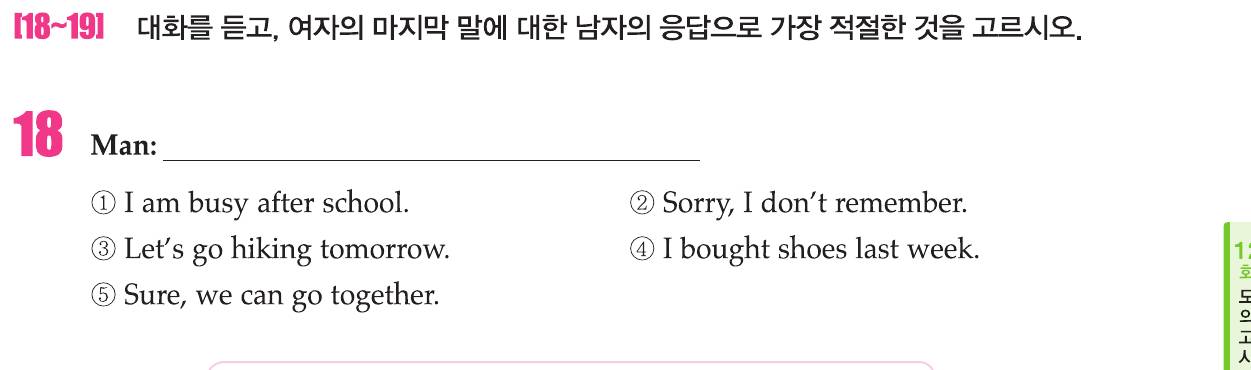 [18~19] 대화를 듣고, 여자의 마지막 말에 대한 남자의 응답으로 가장 적절한 것을 고르시오.
18 Man:
① I am busy after school. ② Sorry, I don't remember.
③ Let's go hiking tomorrow. ④ I bought shoes last week.
⑤ Sure, we can go together.